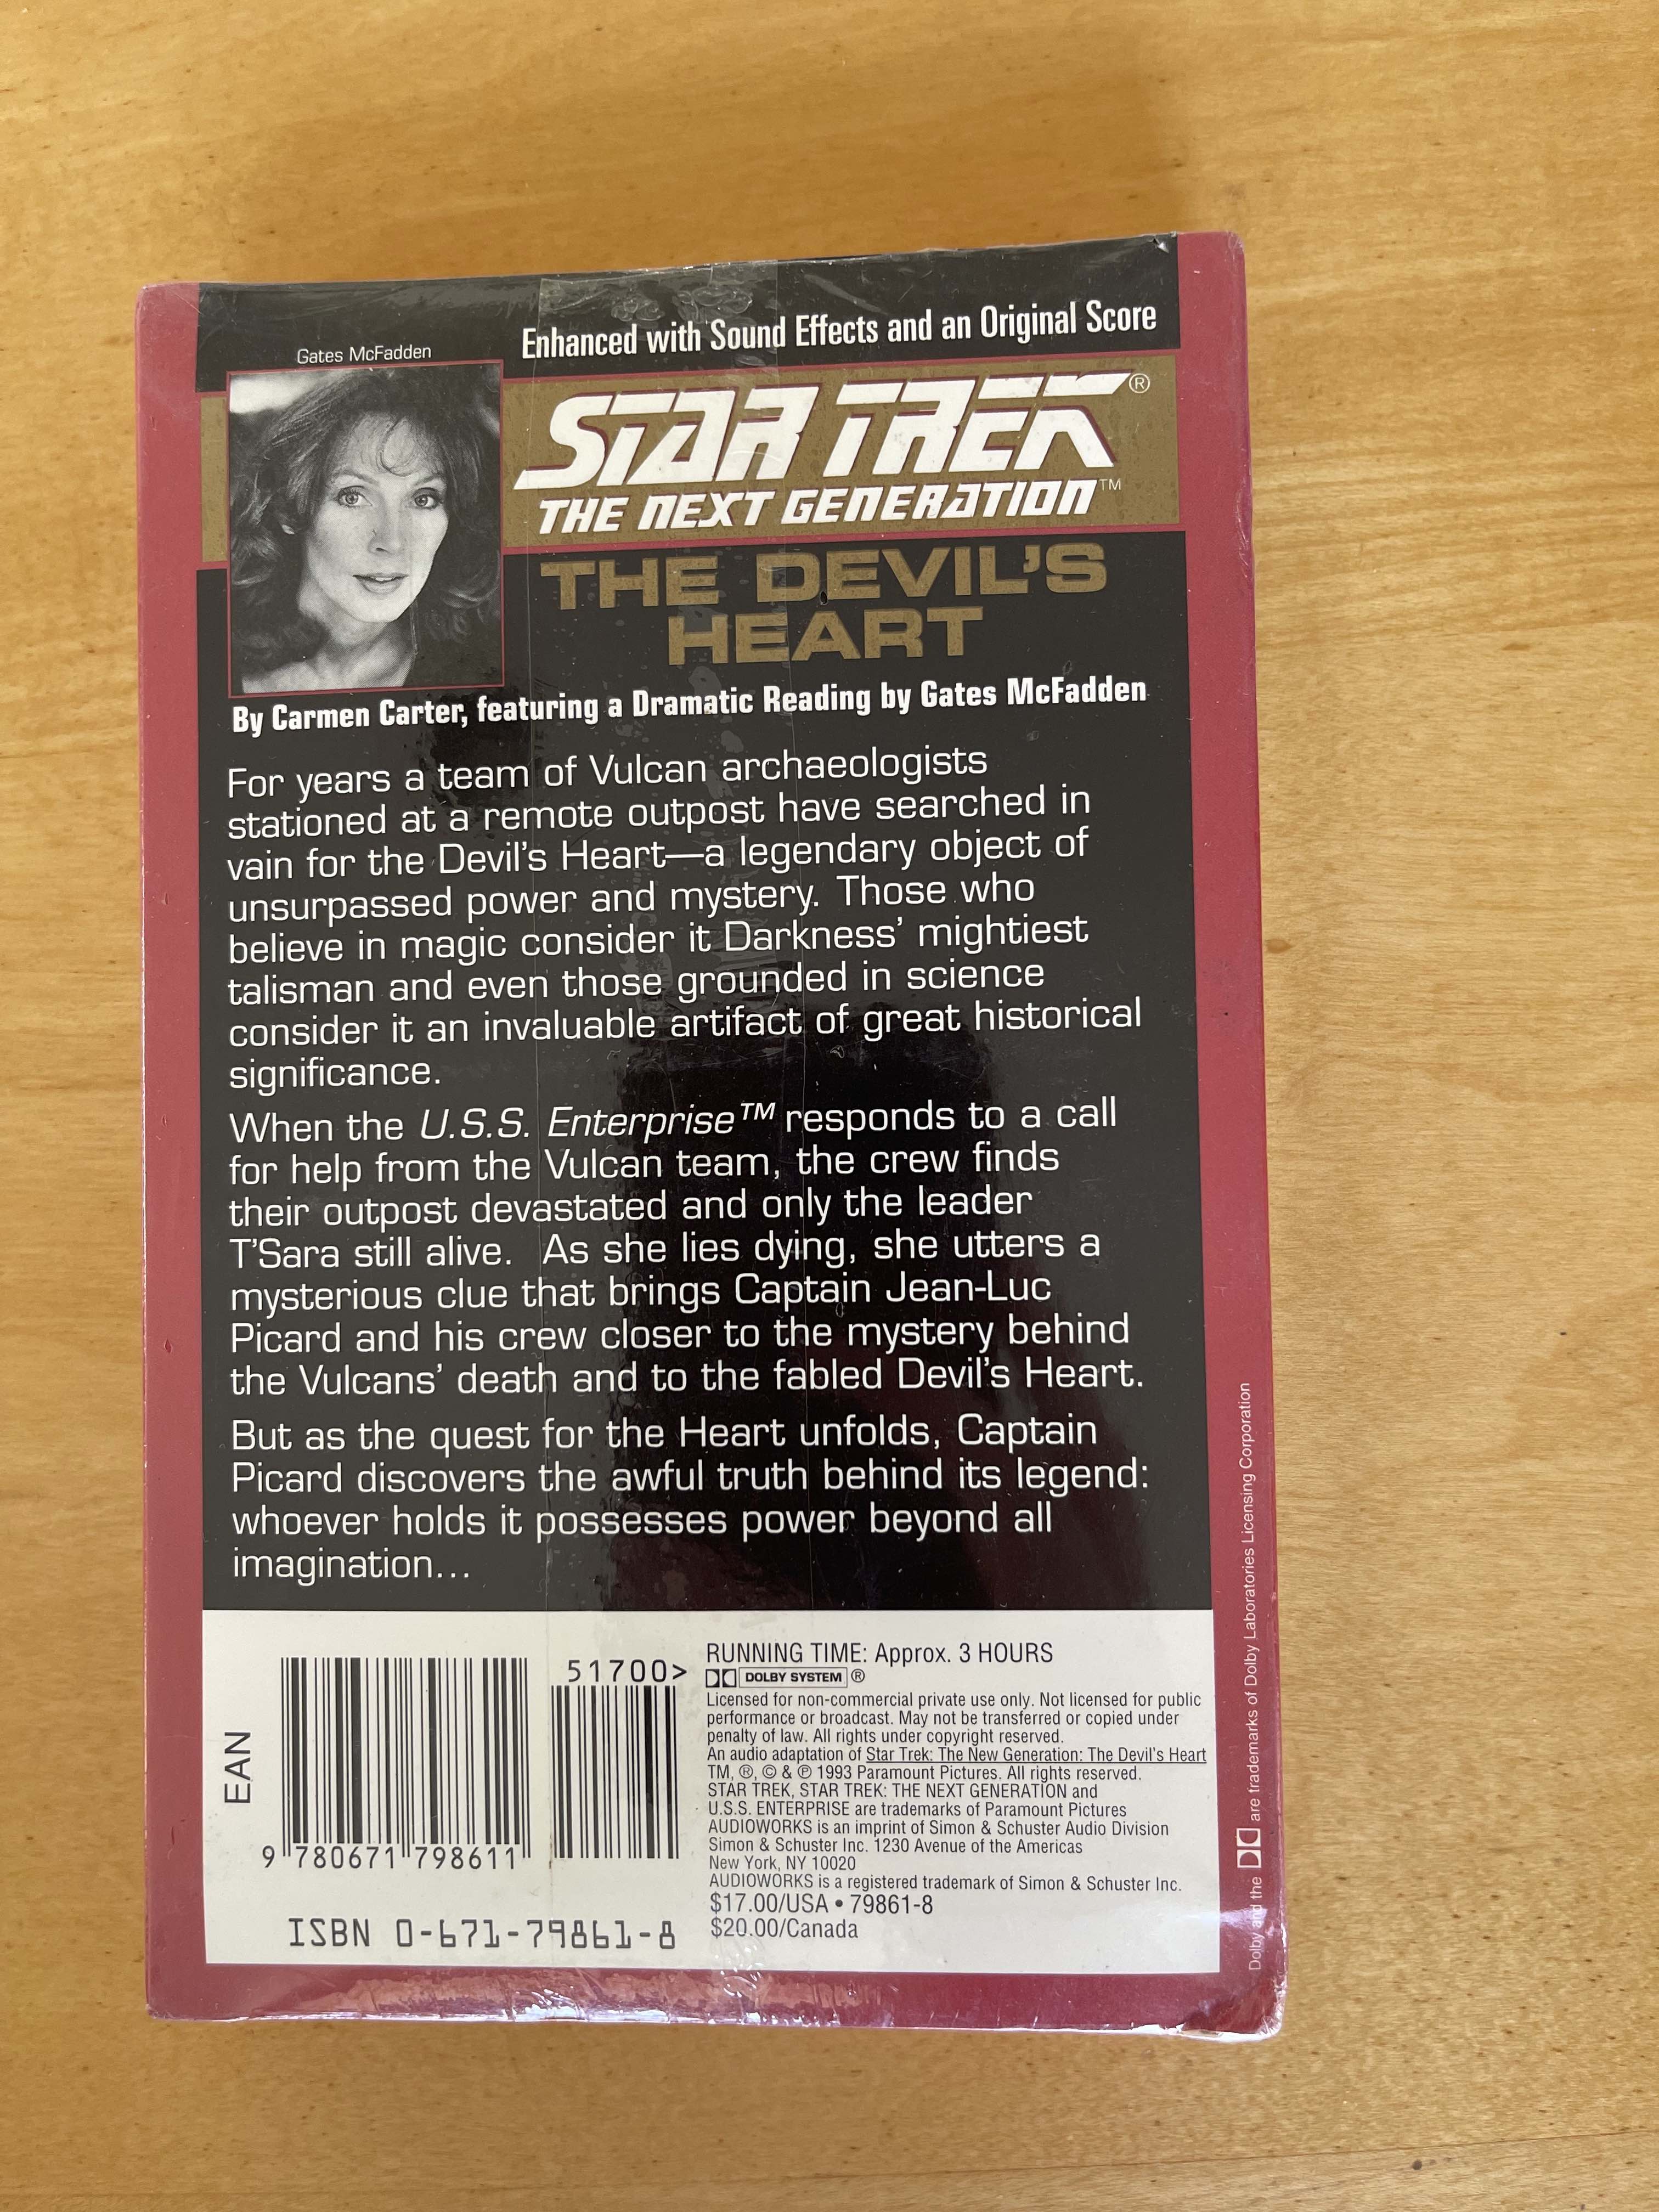 Enhanced with Sound Effects and an Original Score
Gates McFadden
STAR TREK®
THE NEXT GENERATION™
THE DEVIL'S
HEART
By Carmen Carter, featuring a Dramatic Reading by Gates McFadden
For years a team of Vulcan archaeologists
stationed at a remote outpost have searched in
vain for the Devil's Heart—a legendary object of
unsurpassed power and mystery. Those who
believe in magic consider it Darkness' mightiest
talisman and even those grounded in science
consider it an invaluable artifact of great historical
significance.
When the U.S.S. Enterprise™ responds to a call
for help from the Vulcan team, the crew finds
their outpost devastated and only the leader
T'Sara still alive. As she lies dying, she utters a
mysterious clue that brings Captain Jean-Luc
Picard and his crew closer to the mystery behind
the Vulcans' death and to the fabled Devil's Heart.
But as the quest for the Heart unfolds, Captain
Picard discovers the awful truth behind its legend:
whoever holds it possesses power beyond all
imagination...
EAN
51700>
9 780671 798611
ISBN 0-671-79861-8
RUNNING TIME: Approx. 3 HOURS
DOLBY SYSTEM ®
Licensed for non-commercial private use only. Not licensed for public
performance or broadcast. May not be transferred or copied under
penalty of law. All rights under copyright reserved.
An audio adaptation of Star Trek: The New Generation: The Devil's Heart
TM, ®, © & ℗ 1993 Paramount Pictures. All rights reserved.
STAR TREK, STAR TREK: THE NEXT GENERATION and
U.S.S. ENTERPRISE are trademarks of Paramount Pictures
AUDIOWORKS is an imprint of Simon & Schuster Audio Division
Simon & Schuster Inc. 1230 Avenue of the Americas
New York, NY 10020
AUDIOWORKS is a registered trademark of Simon & Schuster Inc.
$17.00/USA • 79861-8
$20.00/Canada
Dolby and the are trademarks of Dolby Laboratories Licensing Corporation